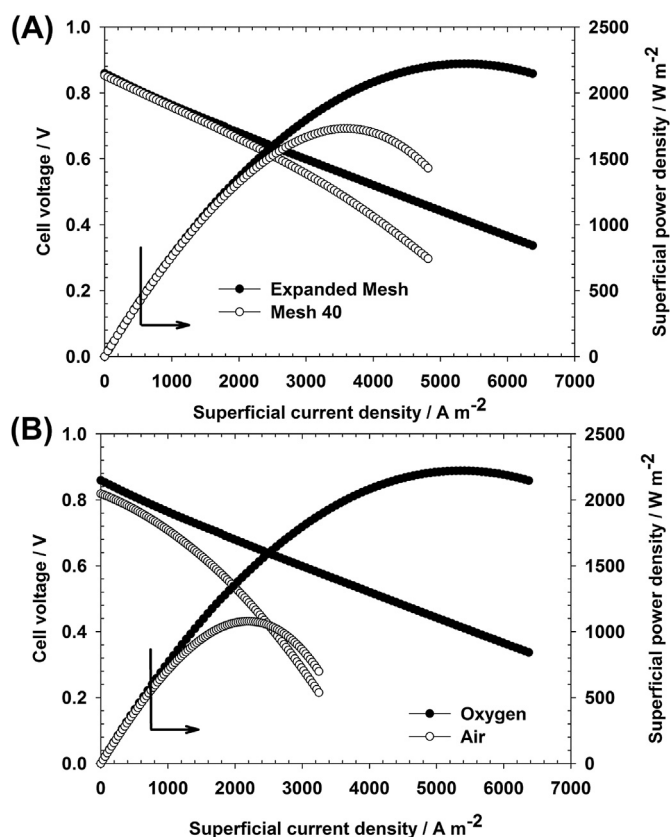 (A)
1.0
0.8
0.6
0.4
0.2
0.0
Cell voltage / V
2500
2000
1500
1000
500
0
Superficial power density / W m-2
Expanded Mesh
Mesh 40
0 1000 2000 3000 4000 5000 6000 7000
Superficial current density / A m-2
(B)
1.0
0.8
0.6
0.4
0.2
0.0
Cell voltage / V
2500
2000
1500
1000
500
0
Superficial power density / W m-2
Oxygen
Air
0 1000 2000 3000 4000 5000 6000 7000
Superficial current density / A m-2